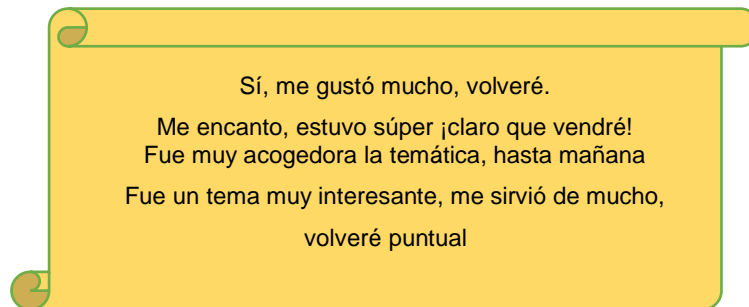 Sí, me gustó mucho, volveré.
Me encanto, estuvo súper ¡claro que vendré!
Fue muy acogedora la temática, hasta mañana
Fue un tema muy interesante, me sirvió de mucho,
volveré puntual